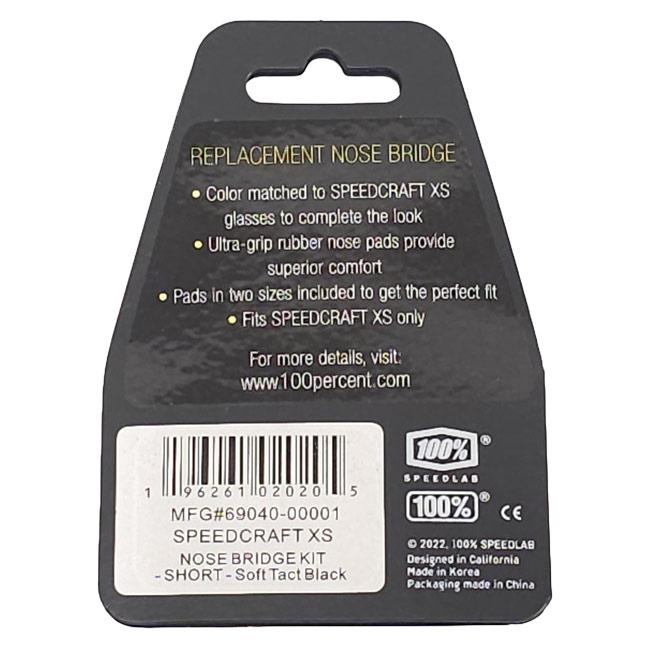 REPLACEMENT NOSE BRIDGE
• Color matched to SPEEDCRAFT XS
glasses to complete the look
• Ultra-grip rubber nose pads provide
superior comfort
• Pads in two sizes included to get the perfect fit
• Fits SPEEDCRAFT XS only
For more details, visit:
www.100percent.com
1 96261 02020 5
MFG#69040-00001
SPEEDCRAFT XS
NOSE BRIDGE KIT
-SHORT-Soft Tact Black
100%®
SPEEDLAB
100%® CE
© 2022, 100% SPEEDLAB
Designed in California
Made in Korea
Packaging made in China